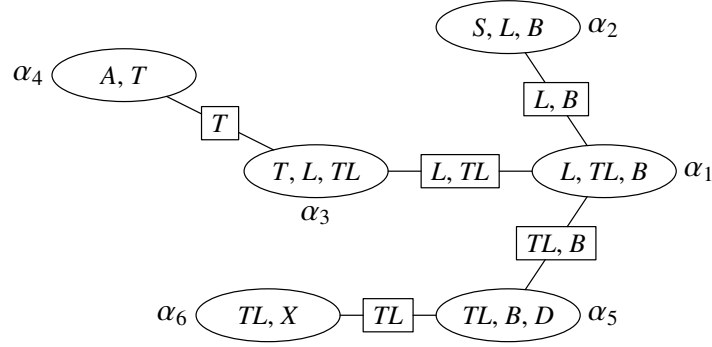 S, L, B α₂
α₄ A, T
L, B
T
T, L, TL L, TL L, TL, B α₁
α₃
TL, B
α₆ TL, X TL TL, B, D α₅